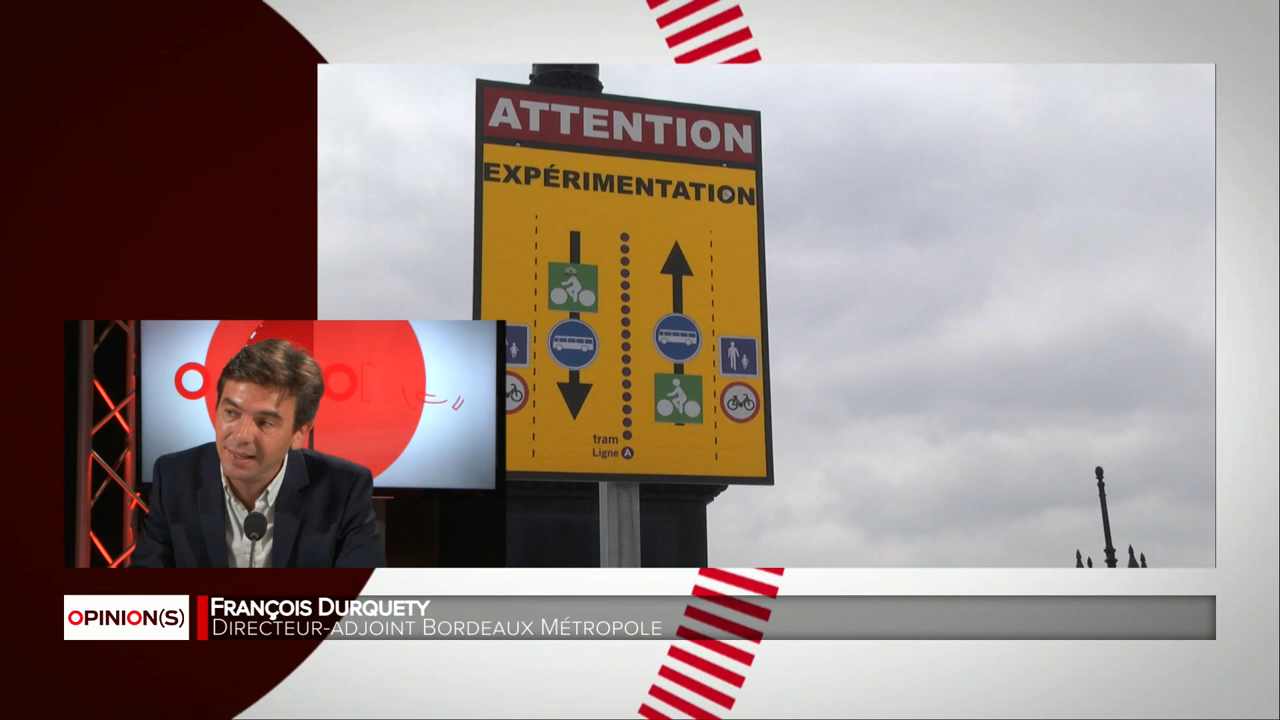 ATTENTION
EXPÉRIMENTATION
tram
Ligne A
OPINION(S)
FRANÇOIS DURQUETY
DIRECTEUR-ADJOINT BORDEAUX MÉTROPOLE